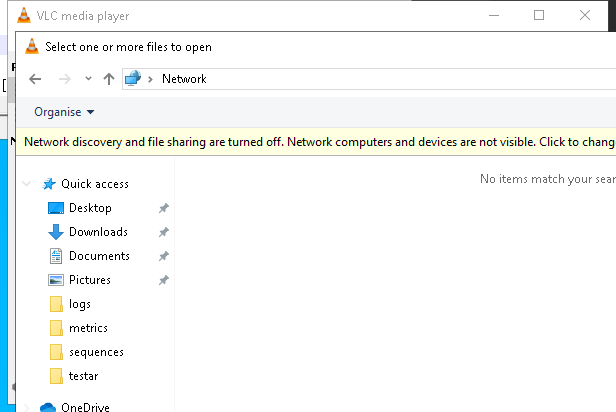 VLC media player
Select one or more files to open
Network
Organise
Network discovery and file sharing are turned off. Network computers and devices are not visible. Click to chang
No items match your sear
Quick access
Desktop
Downloads
Documents
Pictures
logs
metrics
sequences
testar
OneDrive